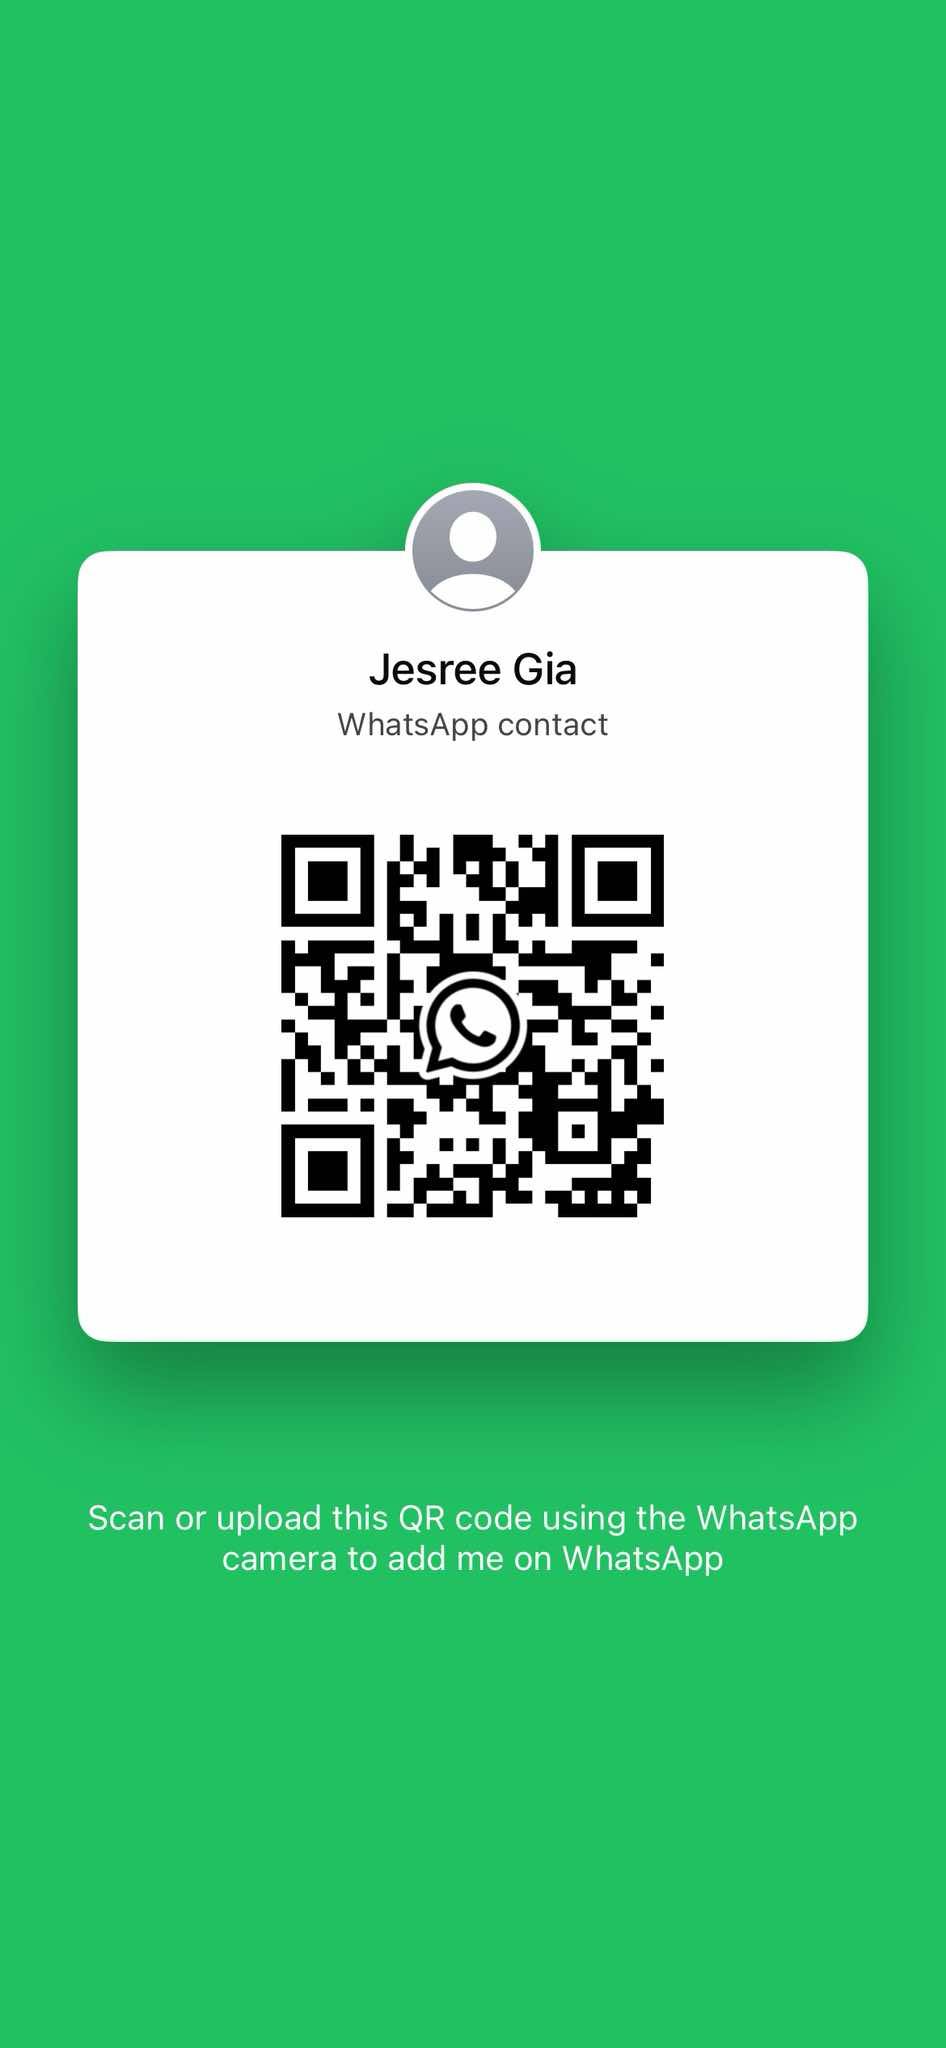 Jesree Gia
WhatsApp contact
Scan or upload this QR code using the WhatsApp
camera to add me on WhatsApp